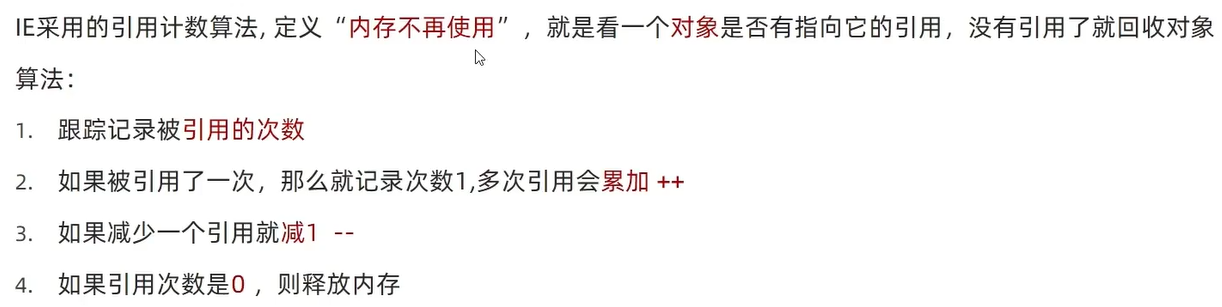 IE采用的引用计数算法, 定义“内存不再使用”，就是看一个对象是否有指向它的引用，没有引用了就回收对象
算法：
1. 跟踪记录被引用的次数
2. 如果被引用了一次，那么就记录次数1,多次引用会累加 ++
3. 如果减少一个引用就减1 --
4. 如果引用次数是0 ，则释放内存